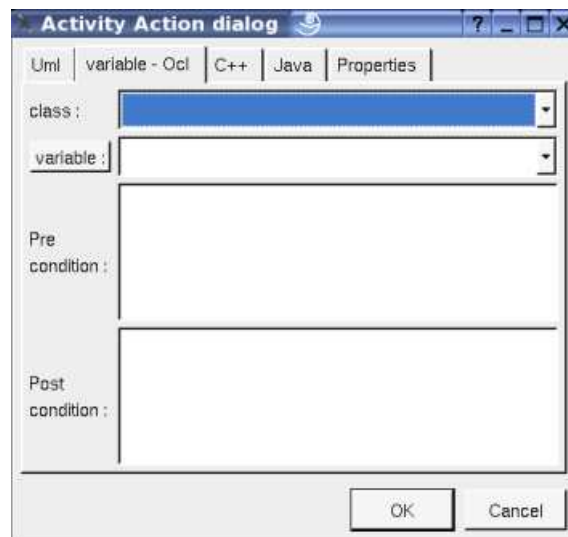 Activity Action dialog
Uml variable - Ocl C++ Java Properties
class :
variable :
Pre
condition :
Post
condition :
OK Cancel